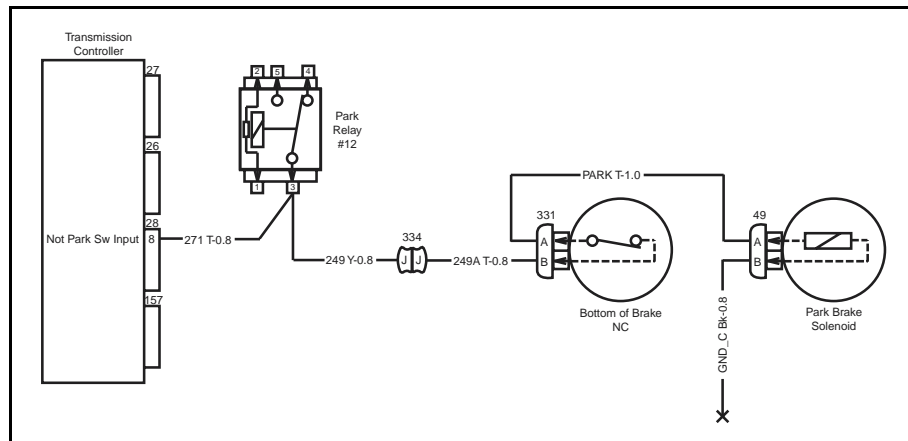 Transmission
Controller
27
26
28
Not Park Sw Input
8
157
2
5
4
1
3
Park
Relay
#12
271 T-0.8
249 Y-0.8
334
J J
249A T-0.8
PARK T-1.0
331
A
B
Bottom of Brake
NC
49
A
B
Park Brake
Solenoid
GND_C Bk-0.8